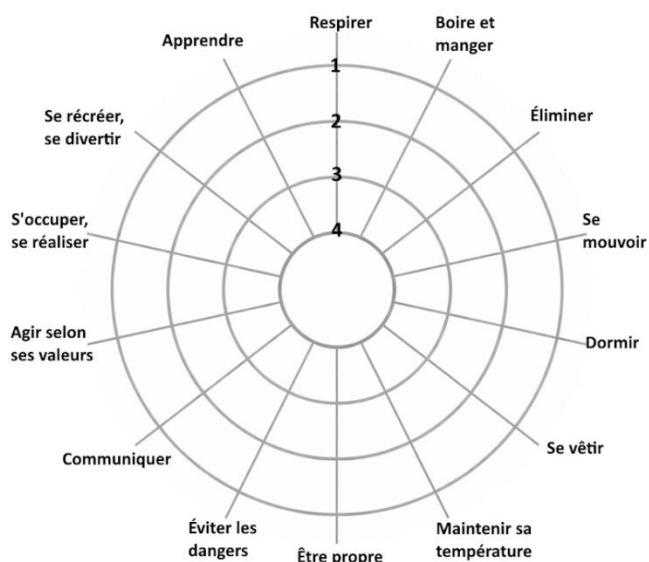 Respirer
Boire et
manger
Éliminer
Se
mouvoir
Dormir
Se vêtir
Maintenir sa
température
Être propre
Éviter les
dangers
Communiquer
Agir selon
ses valeurs
S'occuper,
se réaliser
Se récréer,
se divertir
Apprendre
1
2
3
4